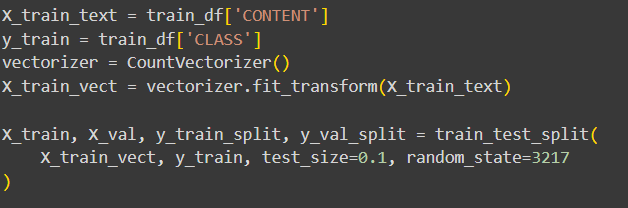 X_train_text = train_df['CONTENT']
y_train = train_df['CLASS']
vectorizer = CountVectorizer()
X_train_vect = vectorizer.fit_transform(X_train_text)
X_train, X_val, y_train_split, y_val_split = train_test_split(
    X_train_vect, y_train, test_size=0.1, random_state=3217
)